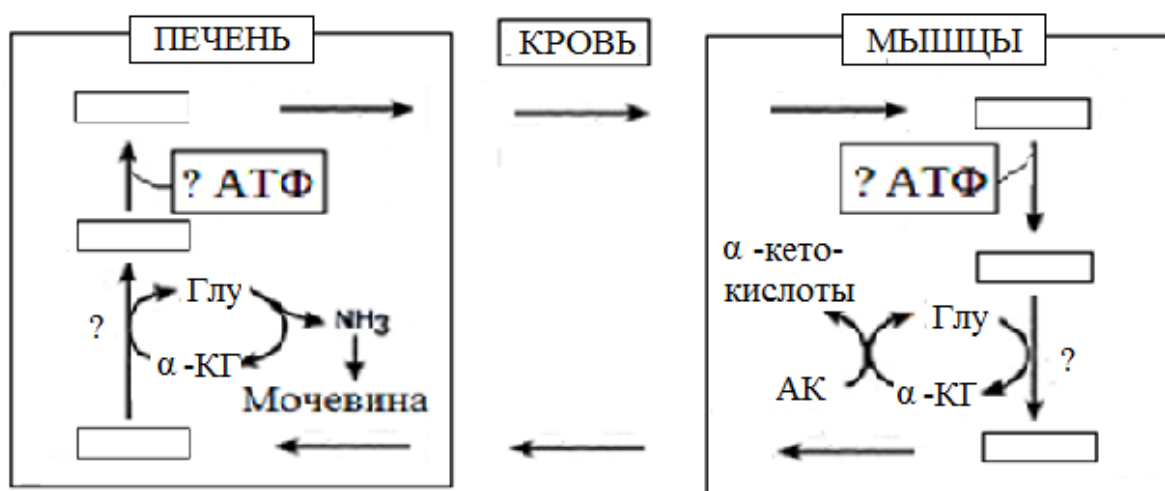 ПЕЧЕНЬ
КРОВЬ
МЫШЦЫ
? АТФ
? АТФ
Глу
?
NH3
α -КГ
Мочевина
α -кето-
кислоты
Глу
?
АК
α -КГ